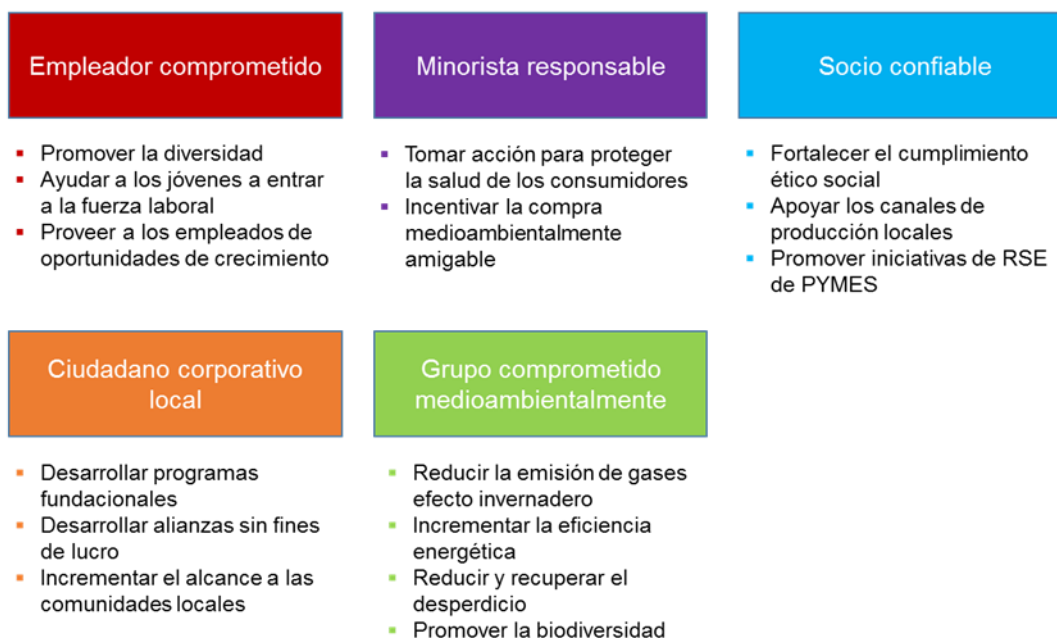 Empleador comprometido
Promover la diversidad
Ayudar a los jóvenes a entrar
a la fuerza laboral
Proveer a los empleados de
oportunidades de crecimiento
Minorista responsable
Tomar acción para proteger
la salud de los consumidores
Incentivar la compra
medioambientalmente
amigable
Socio confiable
Fortalecer el cumplimiento
ético social
Apoyar los canales de
producción locales
Promover iniciativas de RSE
de PYMES
Ciudadano corporativo
local
Desarrollar programas
fundacionales
Desarrollar alianzas sin fines
de lucro
Incrementar el alcance a las
comunidades locales
Grupo comprometido
medioambientalmente
Reducir la emisión de gases
efecto invernadero
Incrementar la eficiencia
energética
Reducir y recuperar el
desperdicio
Promover la biodiversidad